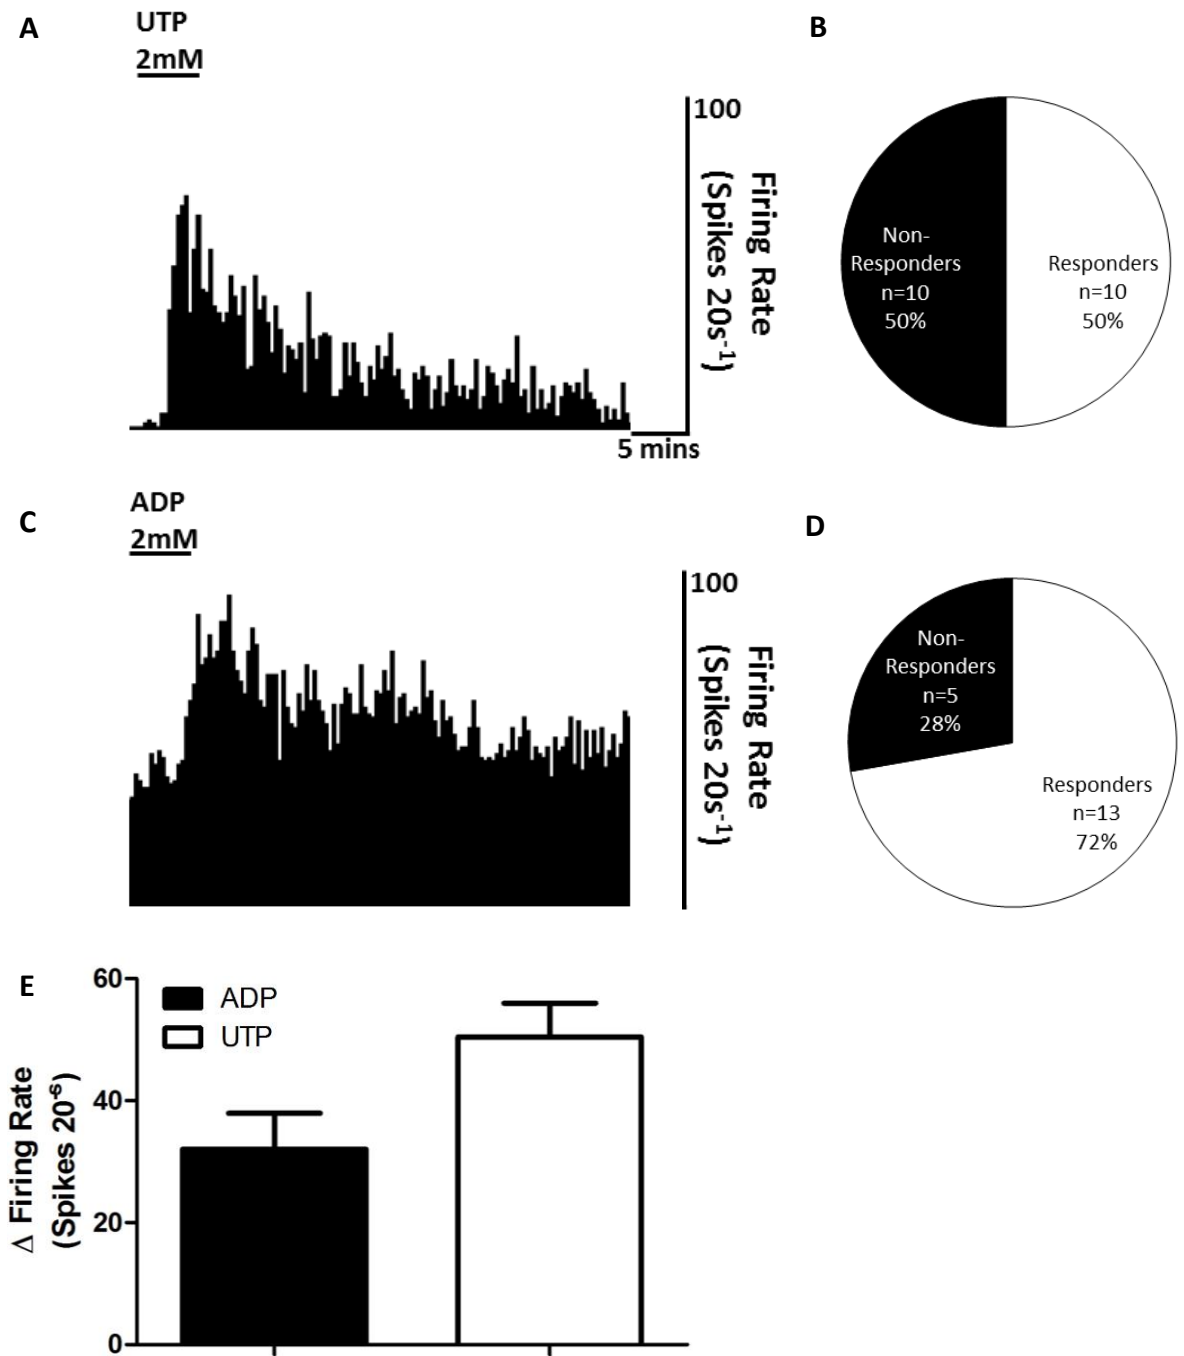 A
UTP
2mM
100
Firing Rate
(Spikes 20s⁻¹)
5 mins
B
Non-
Responders
n=10
50%
Responders
n=10
50%
C
ADP
2mM
100
Firing Rate
(Spikes 20s⁻¹)
D
Non-
Responders
n=5
28%
Responders
n=13
72%
E
60
40
20
0
Δ Firing Rate
(Spikes 20⁻ˢ)
ADP
UTP